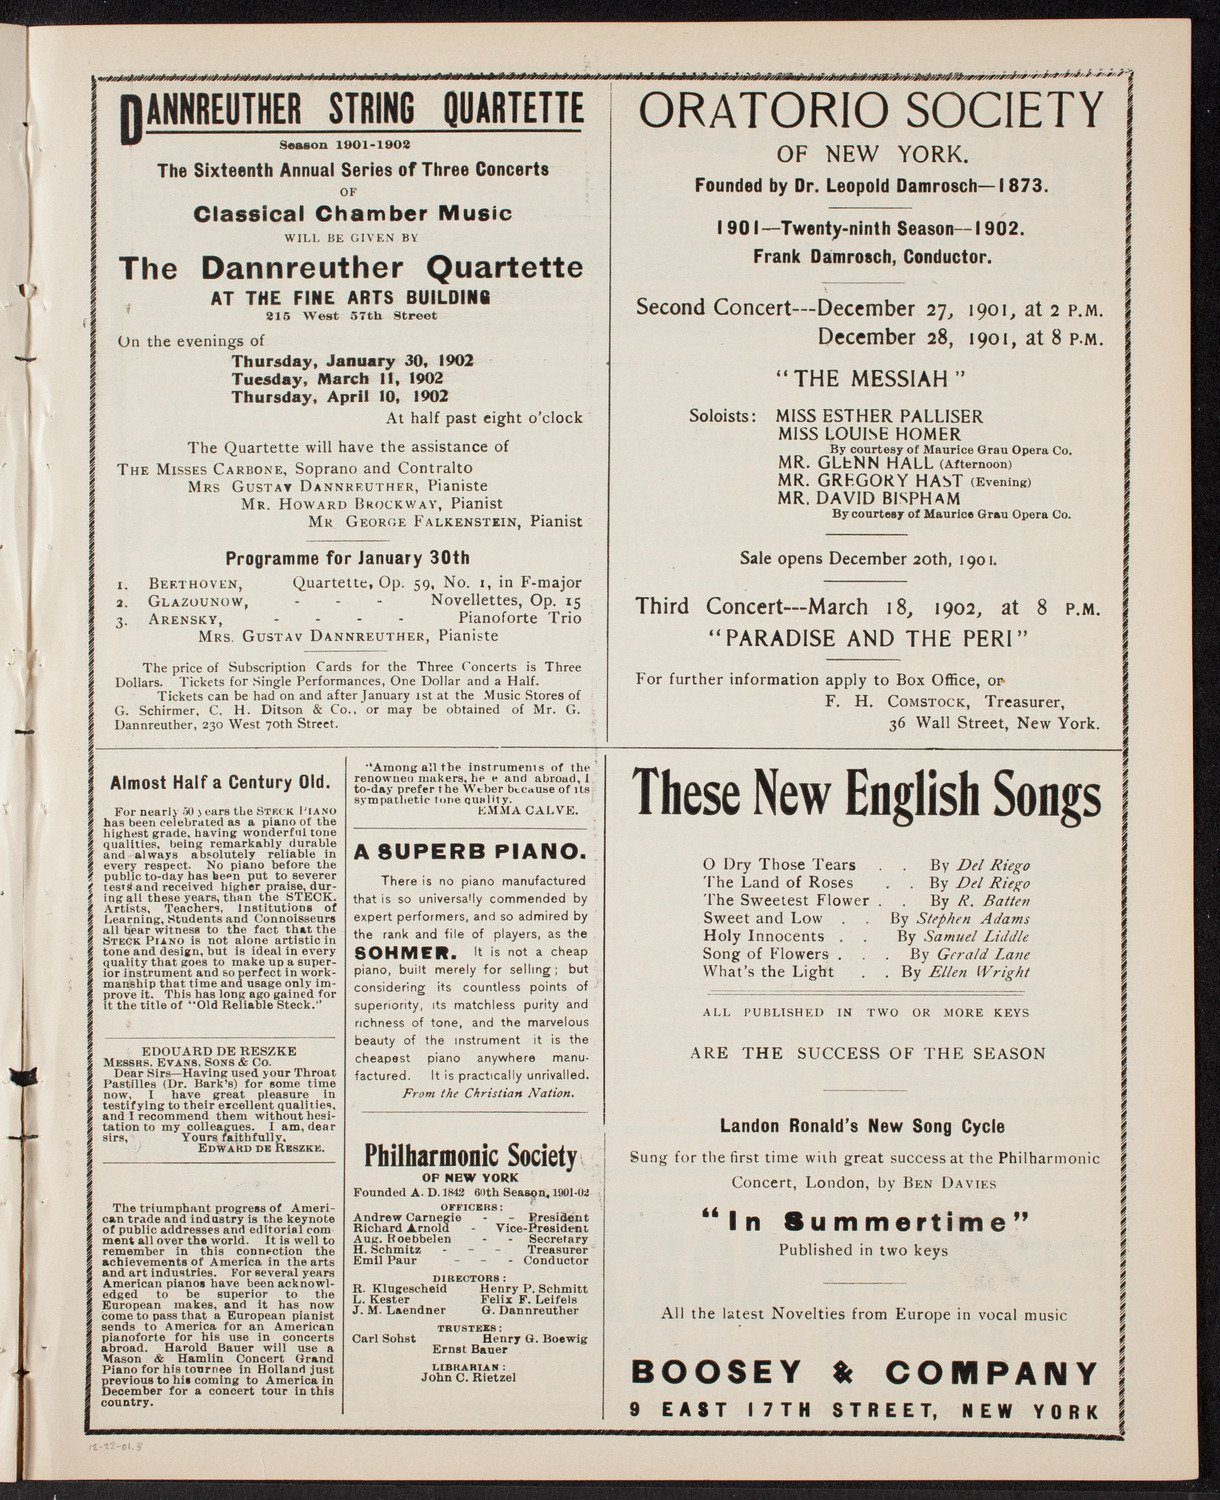 DANNREUTHER STRING QUARTETTE
Season 1901-1902
The Sixteenth Annual Series of Three Concerts
OF
Classical Chamber Music
WILL BE GIVEN BY
The Dannreuther Quartette
AT THE FINE ARTS BUILDING
215 West 57th Street
On the evenings of
Thursday, January 30, 1902
Tuesday, March 11, 1902
Thursday, April 10, 1902
At half past eight o'clock
The Quartette will have the assistance of
THE MISSES CARBONE, Soprano and Contralto
MRS GUSTAV DANNREUTHER, Pianiste
MR. HOWARD BROCKWAY, Pianist
MR GEORGE FALKENSTEIN, Pianist
Programme for January 30th
1. BEETHOVEN, Quartette, Op. 59, No. 1, in F-major
2. GLAZOUNOW, - - - Novellettes, Op. 15
3. ARENSKY, - - - - Pianoforte Trio
MRS. GUSTAV DANNREUTHER, Pianiste
The price of Subscription Cards for the Three Concerts is Three
Dollars. Tickets for Single Performances, One Dollar and a Half.
Tickets can be had on and after January 1st at the Music Stores of
G. Schirmer, C. H. Ditson & Co., or may be obtained of Mr. G.
Dannreuther, 230 West 70th Street.
ORATORIO SOCIETY
OF NEW YORK.
Founded by Dr. Leopold Damrosch—1873.
1901—Twenty-ninth Season—1902.
Frank Damrosch, Conductor.
Second Concert---December 27, 1901, at 2 P.M.
December 28, 1901, at 8 P.M.
"THE MESSIAH"
Soloists: MISS ESTHER PALLISER
MISS LOUISE HOMER
By courtesy of Maurice Grau Opera Co.
MR. GLENN HALL (Afternoon)
MR. GREGORY HAST (Evening)
MR. DAVID BISPHAM
By courtesy of Maurice Grau Opera Co.
Sale opens December 20th, 1901.
Third Concert---March 18, 1902, at 8 P.M.
"PARADISE AND THE PERI"
For further information apply to Box Office, or
F. H. COMSTOCK, Treasurer,
36 Wall Street, New York.
Almost Half a Century Old.
For nearly 50 years the STECK PIANO
has been celebrated as a piano of the
highest grade, having wonderful tone
qualities, being remarkably durable
and always absolutely reliable in
every respect. No piano before the
public to-day has been put to severer
tests and received higher praise, dur-
ing all these years, than the STECK.
Artists, Teachers, Institutions of
Learning, Students and Connoisseurs
all bear witness to the fact that the
STECK PIANO is not alone artistic in
tone and design, but is ideal in every
quality that goes to make up a super-
ior instrument and so perfect in work-
manship that time and usage only im-
prove it. This has long ago gained for
it the title of "Old Reliable Steck."
EDOUARD DE RESZKE
MESSRS. EVANS, SONS & CO.
Dear Sirs—Having used your Throat
Pastilles (Dr. Bark's) for some time
now, I have great pleasure in
testifying to their excellent qualities,
and I recommend them without hesi-
tation to my colleagues. I am, dear
sirs, Yours faithfully,
EDWARD DE RESZKE.
The triumphant progress of Ameri-
can trade and industry is the keynote
of public addresses and editorial com-
ment all over the world. It is well to
remember in this connection the
achievements of America in the arts
and art industries. For several years
American pianos have been acknowl-
edged to be superior to the
European makes, and it has now
come to pass that a European pianist
sends to America for an American
pianoforte for his use in concerts
abroad. Harold Bauer will use a
Mason & Hamlin Concert Grand
Piano for his tournee in Holland just
previous to his coming to America in
December for a concert tour in this
country.
"Among all the instruments of the
renowned makers, he e and abroad, I
to-day prefer the Weber because of its
sympathetic tone quality.
EMMA CALVE.
A SUPERB PIANO.
There is no piano manufactured
that is so universally commended by
expert performers, and so admired by
the rank and file of players, as the
SOHMER. It is not a cheap
piano, built merely for selling; but
considering its countless points of
superiority, its matchless purity and
richness of tone, and the marvelous
beauty of the instrument it is the
cheapest piano anywhere manu-
factured. It is practically unrivalled.
From the Christian Nation.
Philharmonic Society
OF NEW YORK
Founded A. D. 1842 60th Season, 1901-02
OFFICERS:
Andrew Carnegie - - President
Richard Arnold - Vice-President
Aug. Roebbelen - - Secretary
H. Schmitz - - - Treasurer
Emil Paur - - - Conductor
DIRECTORS:
R. Klugescheid Henry P. Schmitt
L. Kester Felix F. Leifels
J. M. Laendner G. Dannreuther
TRUSTEES:
Carl Sohst Henry G. Boewig
Ernst Bauer
LIBRARIAN:
John C. Rietzel
These New English Songs
O Dry Those Tears . . By Del Riego
The Land of Roses . . By Del Riego
The Sweetest Flower . . By R. Batten
Sweet and Low . . By Stephen Adams
Holy Innocents . . By Samuel Liddle
Song of Flowers . . . By Gerald Lane
What's the Light . . By Ellen Wright
ALL PUBLISHED IN TWO OR MORE KEYS
ARE THE SUCCESS OF THE SEASON
Landon Ronald's New Song Cycle
Sung for the first time with great success at the Philharmonic
Concert, London, by BEN DAVIES
"In Summertime"
Published in two keys
All the latest Novelties from Europe in vocal music
BOOSEY & COMPANY
9 EAST 17TH STREET, NEW YORK
12-22-01.3